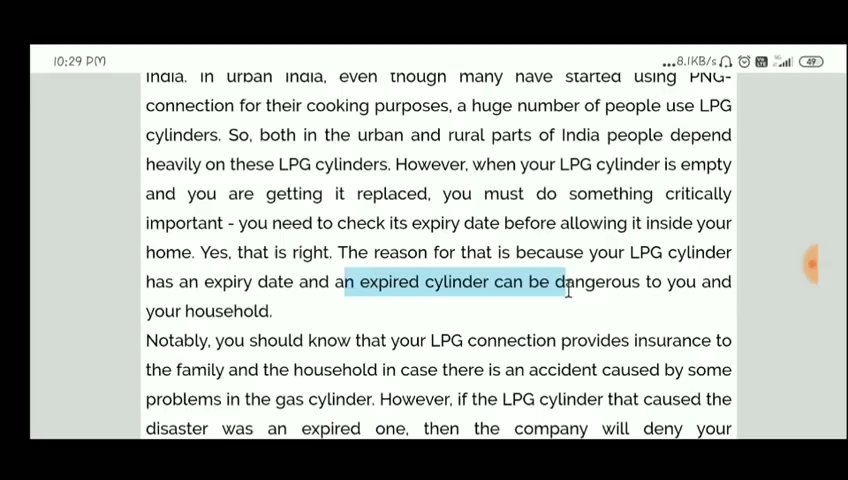 10:29 PM
...8.1KB/s
49
India. In urban India, even though many have started using PNG-
connection for their cooking purposes, a huge number of people use LPG
cylinders. So, both in the urban and rural parts of India people depend
heavily on these LPG cylinders. However, when your LPG cylinder is empty
and you are getting it replaced, you must do something critically
important - you need to check its expiry date before allowing it inside your
home. Yes, that is right. The reason for that is because your LPG cylinder
has an expiry date and an expired cylinder can be dangerous to you and
your household.
Notably, you should know that your LPG connection provides insurance to
the family and the household in case there is an accident caused by some
problems in the gas cylinder. However, if the LPG cylinder that caused the
disaster was an expired one, then the company will deny your